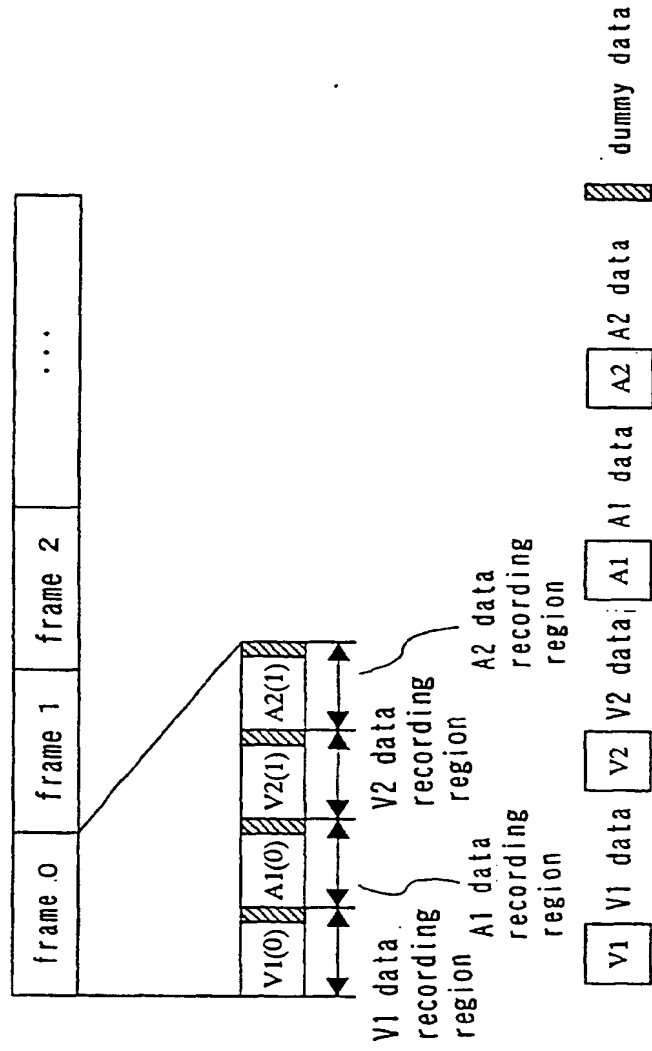 frame 0 frame 1 frame 2 ...
V1(0) A1(0) V2(1) A2(1)
V1 data
recording
region
A1 data
recording
region
V2 data
recording
region
A2 data
recording
region
V1 V1 data V2 V2 data A1 A1 data A2 A2 data dummy data